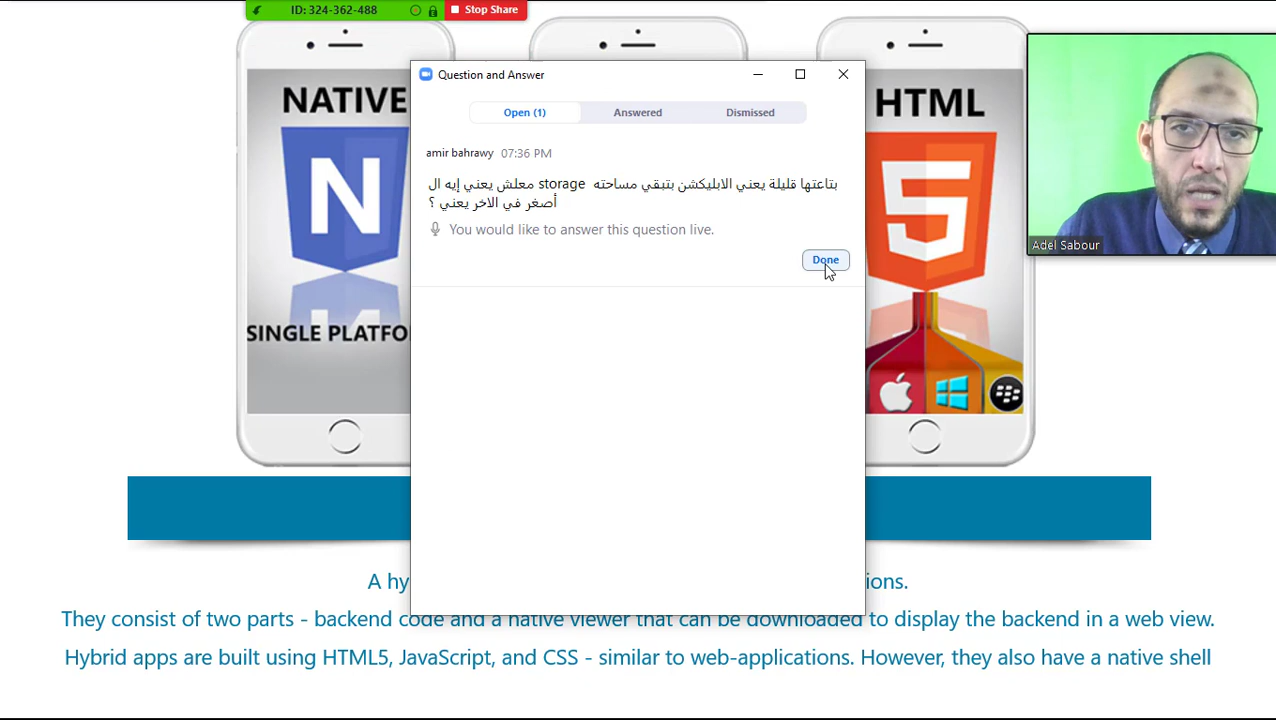 ID: 324-362-488
Stop Share
NATIVE
SINGLE PLATFO
HTML
Question and Answer
Open (1)
Answered
Dismissed
amir bahrawy 07:36 PM
معلش يعني إيه ال storage بتاعتها قليلة يعني الابليكشن بتبقي مساحته
أصغر في الاخر يعني ؟
You would like to answer this question live.
Done
Adel Sabour
A hy
ions.
They consist of two parts - backend code and a native viewer that can be downloaded to display the backend in a web view.
Hybrid apps are built using HTML5, JavaScript, and CSS - similar to web-applications. However, they also have a native shell